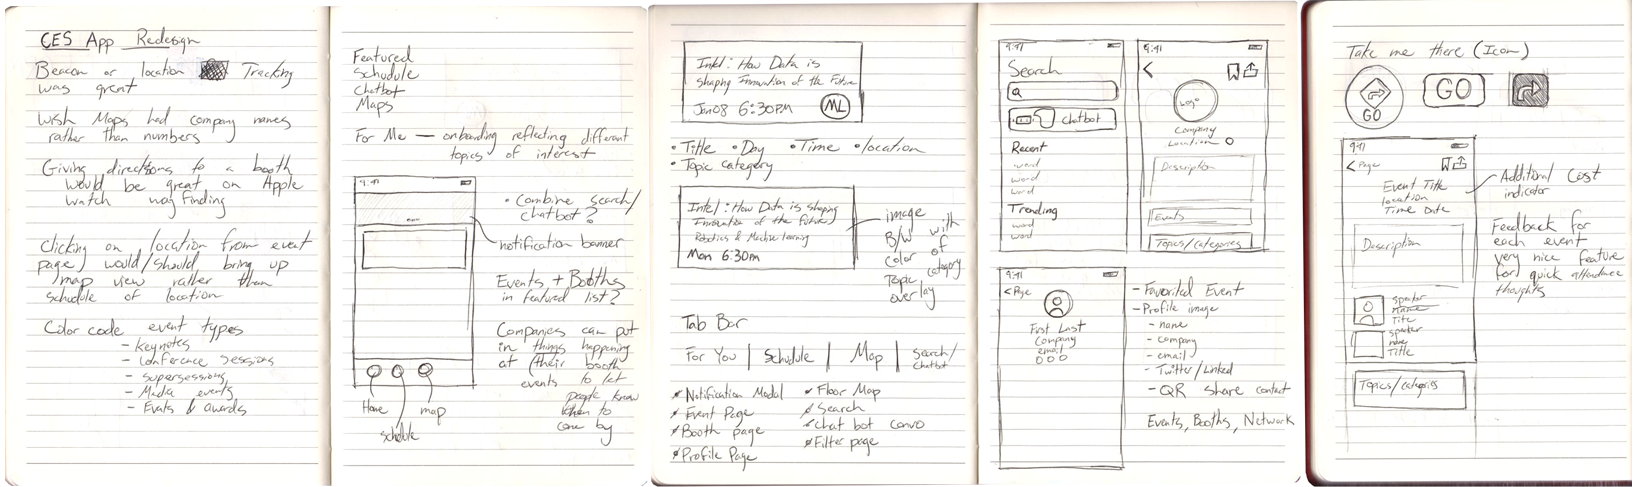 CES App Redesign
Beacon or location Tracking
was great
Wish Maps had company names
rather than numbers
Giving directions to a booth
would be great on Apple
Watch wayfinding
Clicking on location from event
page) would/should bring up
map view rather than
schedule of location
Color code event types
- keynotes
- conference sessions
- supersessions
- Media events
- Events & awards
Featured
Schudule
Chatbot
Maps
For Me — onboarding reflecting different
topics of interest
9:41
• Combine search/
chatbot?
notification banner
Events + Booths
in featured list?
Companies can put
in things happening
at (their booth
events to let
people know
when to
come by
Home
schdule
map
Intel: How Data is
shaping Innovation of the Future
Jan 08 6:30PM
ML
• Title • Day • Time • location
• Topic category
Intel: How Data is shaping
Innovation of the Future
Robotics & Machine learning
Mon 6:30pm
image
B/W with
color of
Topic category
overlay
Tab Bar
For You | Schdule | Map | Search/
Chatbot
Notification Modal
Event Page
Booth page
Profile Page
Floor Map
Search
Chat bot convo
Filter page
9:41
Search
Chatbot
Recent
word
word
word
Trending
word
word
9:41
Logo
Company
Location
Description
Events
Topics/categories
9:41
< Page
First Last
Company
email
- Favorited Event
- Profile image
- name
- company
- email
- Twitter/Linked
- QR share contact
Events, Booths, Network
Take me there (Icon)
GO
GO
< Page
Event Title
location
Time Date
Additional Cost
indicator
Description
Feedback for
each event
very nice feature
for quick attendance
thoughts
speaker
Name
Title
speaker
name
Title
Topics/categories